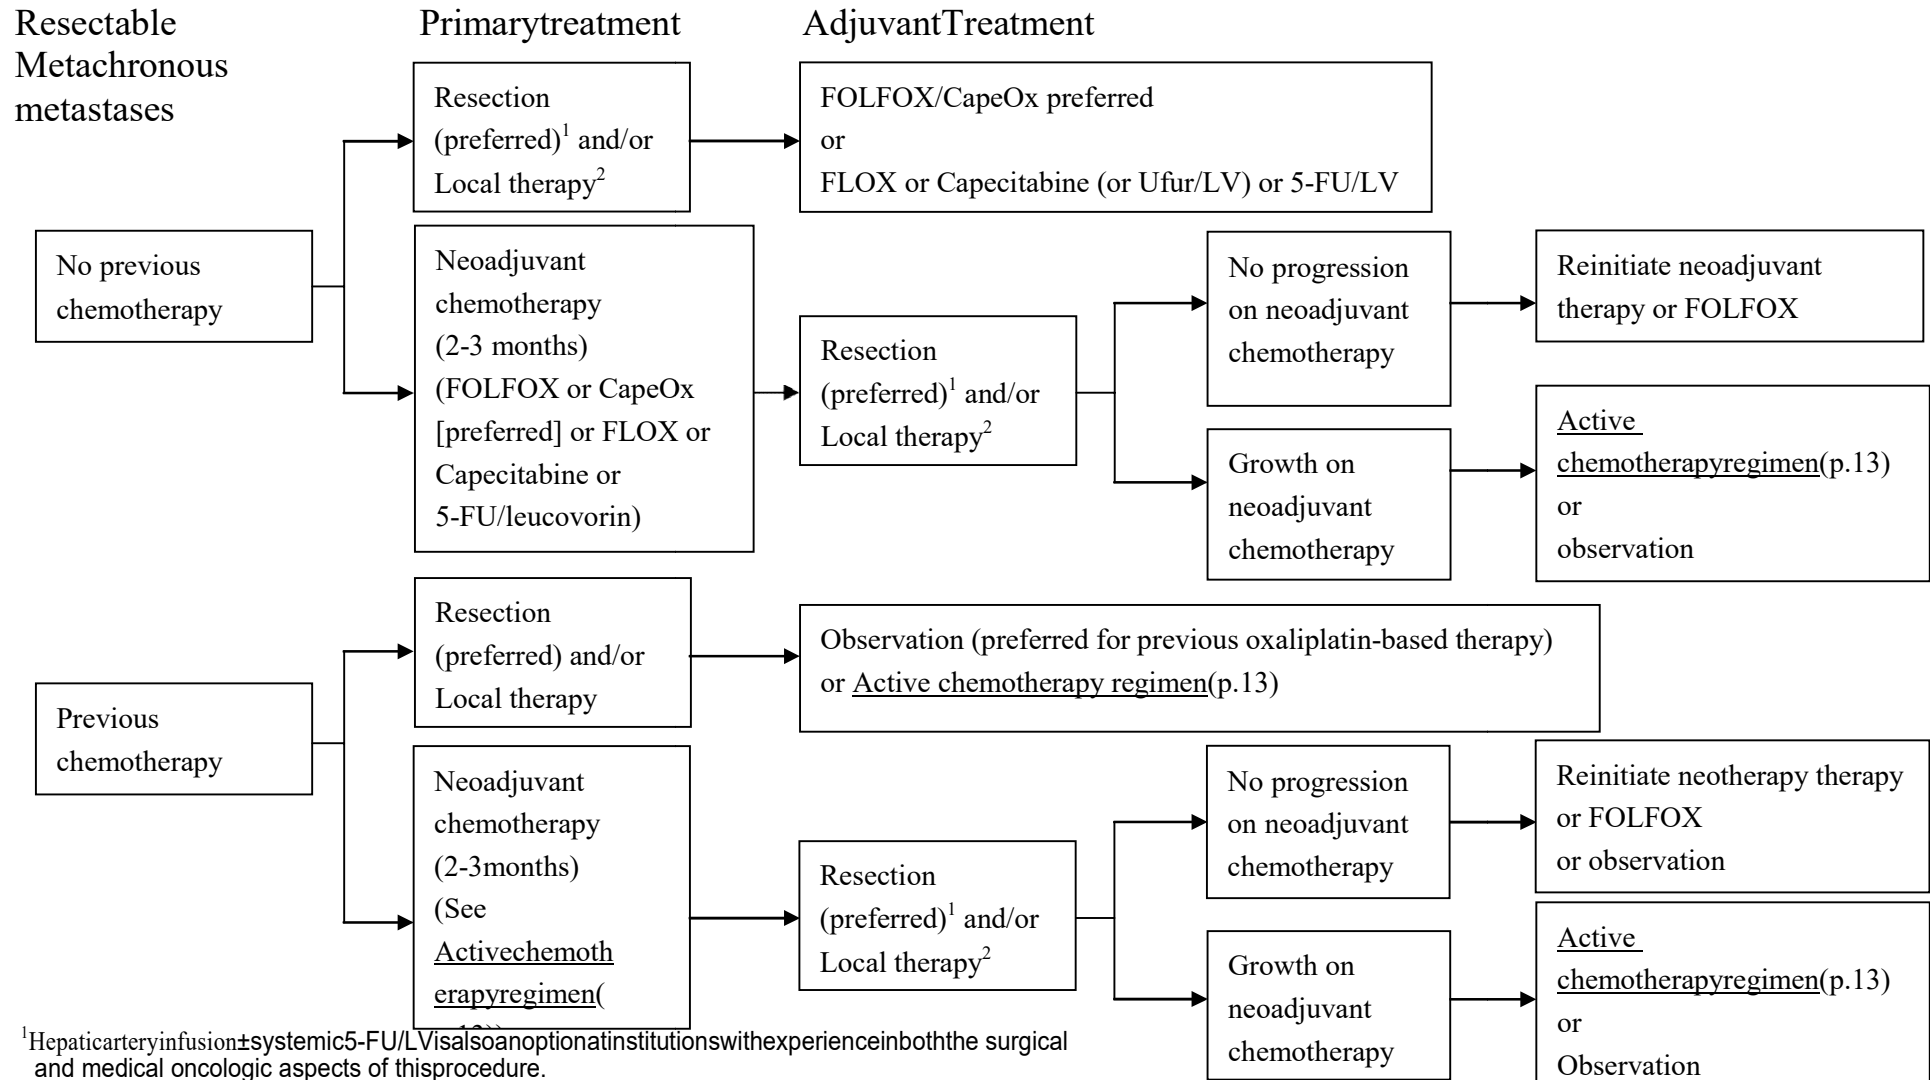 Resectable
Metachronous
metastases
Primarytreatment
AdjuvantTreatment
No previous
chemotherapy
Resection
(preferred)1 and/or
Local therapy2
FOLFOX/CapeOx preferred
or
FLOX or Capecitabine (or Ufur/LV) or 5-FU/LV
Neoadjuvant
chemotherapy
(2-3 months)
(FOLFOX or CapeOx
[preferred] or FLOX or
Capecitabine or
5-FU/leucovorin)
Resection
(preferred)1 and/or
Local therapy2
No progression
on neoadjuvant
chemotherapy
Reinitiate neoadjuvant
therapy or FOLFOX
Growth on
neoadjuvant
chemotherapy
Active
chemotherapyregimen(p.13)
or
observation
Previous
chemotherapy
Resection
(preferred) and/or
Local therapy
Observation (preferred for previous oxaliplatin-based therapy)
or Active chemotherapy regimen(p.13)
Neoadjuvant
chemotherapy
(2-3months)
(See
Activechemoth
erapyregimen(
Resection
(preferred)1 and/or
Local therapy2
No progression
on neoadjuvant
chemotherapy
Reinitiate neotherapy therapy
or FOLFOX
or observation
Growth on
neoadjuvant
chemotherapy
Active
chemotherapyregimen(p.13)
or
Observation
1Hepaticarteryinfusion±systemic5-FU/LVisalsoanoptionatinstitutionswithexperienceinboththe surgical
and medical oncologic aspects of thisprocedure.